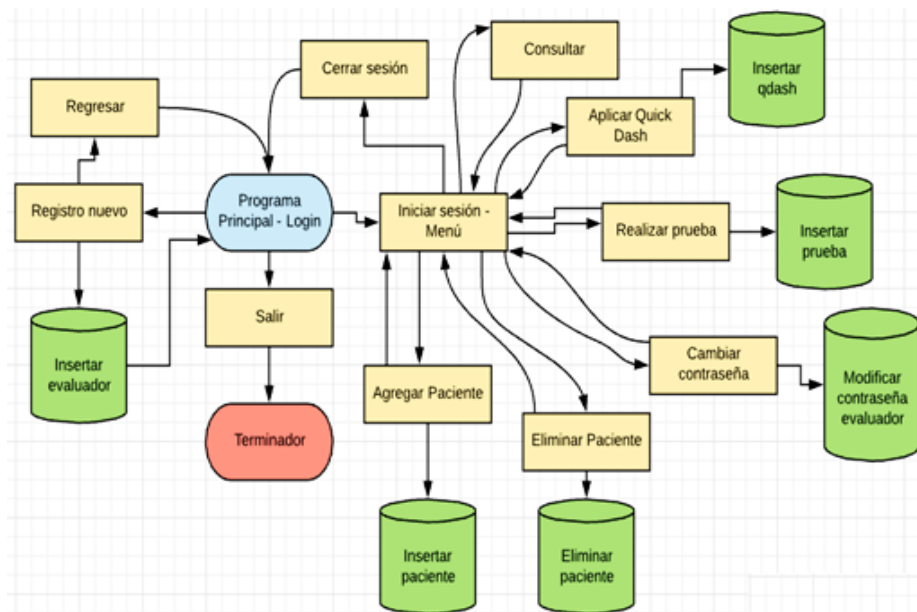 Consultar
Insertar
qdash
Cerrar sesión
Regresar
Aplicar Quick
Dash
Registro nuevo
Programa
Principal - Login
Iniciar sesión -
Menú
Realizar prueba
Insertar
prueba
Salir
Insertar
evaluador
Cambiar
contraseña
Modificar
contraseña
evaluador
Agregar Paciente
Terminador
Eliminar Paciente
Insertar
paciente
Eliminar
paciente